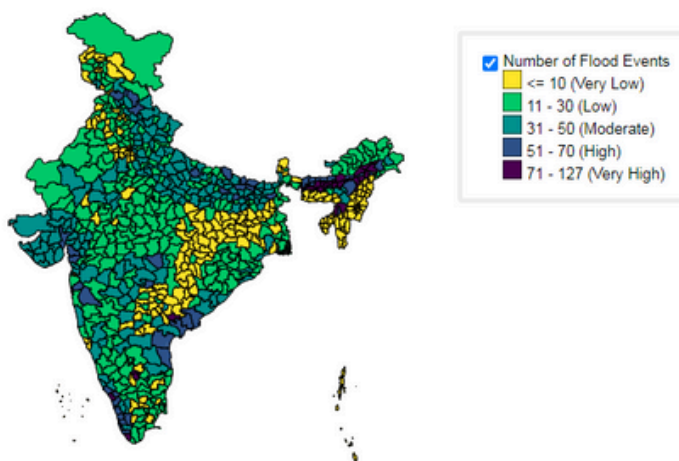 Number of Flood Events
<= 10 (Very Low)
11 - 30 (Low)
31 - 50 (Moderate)
51 - 70 (High)
71 - 127 (Very High)